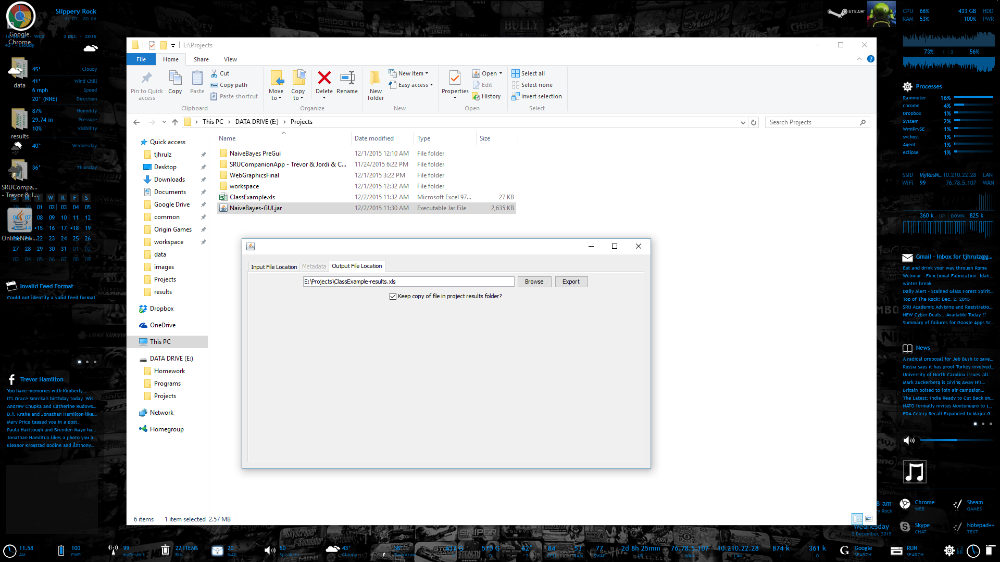 Slippery Rock
41.07, -80.06
Google
Chrome
WED
2 DEC · 2015
43° Cloudy
data
45° Cloudy
41° Wind Chill
6 mph Speed
20° (NNE) Direction
87% Humidity
29.74 in Pressure
10% Visibility
results
40° Wednesday
36° Thursday
SRUCompa...
- Trevor & J...
S M T W R F S
29 30 01 02 03 04 05
06 07 08 09 10 11 12
13 14 •15 16 17 •18 19
22 23 24 25 26
27 28 29 30 31 01 02
03 04 05 06 07 08 09
OnlineNew...
Invalid Feed Format
Could not identify a valid feed format.
Trevor Hamilton
You have memories with Kimberly...
It's Grace Smrcka's birthday today. Wis...
Andrew Chupka and Catherine Rudows...
D.j. Krahe and Jonathan Hamilton like...
Mary Price tagged you in a post.
Paula Hartsough and Brenden Mayo ha...
Jonathan Hamilton likes a photo you a...
Eleanor Krogstad Bodine and Anthony...
E:\Projects
File Home Share View
Pin to Quick access
Copy
Paste
Cut
Copy path
Paste shortcut
Clipboard
Move to
Copy to
Delete
Rename
Organize
New folder
New item
Easy access
New
Properties
Open
Edit
History
Open
Select all
Select none
Invert selection
Select
This PC > DATA DRIVE (E:) > Projects
Search Projects
Quick access
tjhrulz
Desktop
Downloads
Documents
Google Drive
common
Origin Games
workspace
data
images
Projects
results
Dropbox
OneDrive
This PC
DATA DRIVE (E:)
Homework
Programs
Projects
Network
Homegroup
Name Date modified Type Size
NaiveBayes PreGui 12/1/2015 12:10 AM File folder
SRUCompanionApp - Trevor & Jordi & C... 11/24/2015 6:22 PM File folder
WebGraphicsFinal 12/1/2015 3:22 PM File folder
workspace 12/1/2015 12:32 AM File folder
ClassExample.xls 12/2/2015 11:32 AM Microsoft Excel 97... 27 KB
NaiveBayes-GUI.jar 12/2/2015 11:30 AM Executable Jar File 2,635 KB
Input File Location Metadata Output File Location
E:\Projects\ClassExample-results.xls Browse Export
Keep copy of file in project results folder?
6 items 1 item selected 2.57 MB
STEAM
CPU 66% 433 GB HDD
RAM 53% 100% PWR
73% 1 2 56%
Processes
Rainmeter 16%
chrome 4%
Dropbox 1%
System 2%
WmiPrvSE 1%
svchost 1%
Agent 1%
eclipse 1%
SSID MyResN... 10.210.22.28 LAN
WiFi 99 76.78.5.107 WAN
360 k UP DOWN 825 k
Gmail - Inbox for tjhrulz@g...
Eat and drink your way through Rome
Webinar - Functional Fabrication: Idah...
winter break
Daily Alert - Stained Glass Forest Spirit...
Top of The Rock: Dec. 2, 2015
SRU Academic Advising and Registratio...
NEW Cyber Deals...Available Today ??
Summary of failures for Google Apps Sc...
News
A radical proposal for Jeb Bush to save...
Russia says it has proof Turkey involved...
University of North Carolina issues 'all...
Mark Zuckerberg is Giving Away His...
Britain poised to join air campaign...
The Latest: India Ready to Cut Back on...
NATO formally invites Montenegro to j...
FDA Celery Recall Expanded to Major G...
8 am
ry Rock
Wednesday
2 December, 2015
Chrome
WEB
Steam
GAMES
Skype
CHAT
Notepad++
TEXT
11.58
AM
100
PWR
99
MyResNet
22 ITEMS
BIN
20
MAIL
50
Speakers
43°
Cloudy
36°
Tomorrow
433 G
570 G
D
62°
84
CPU
53
RAM
77
SWAP
2d 8h 25mm
UP
76.78.5.107
WAN
10.210.22.28
LAN
874 k
I
361 k
O
Google
SEARCH
RUN
SEARCH